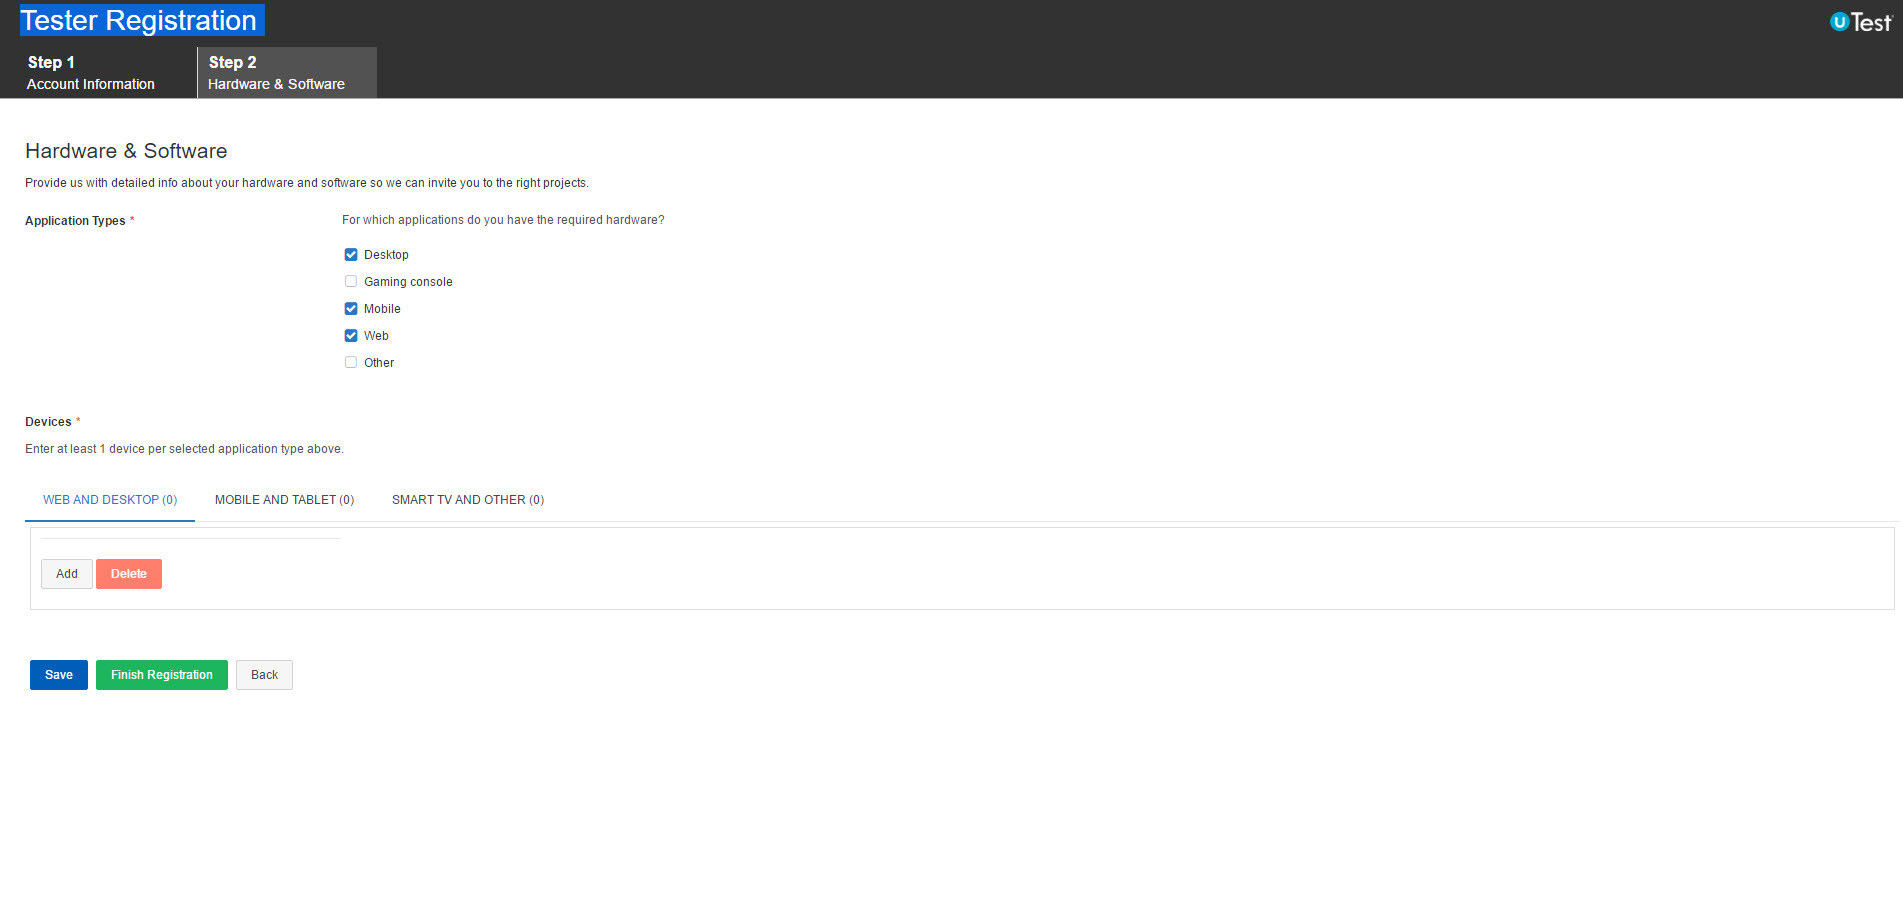 Tester Registration
uTest
Step 1
Account Information
Step 2
Hardware & Software
Hardware & Software
Provide us with detailed info about your hardware and software so we can invite you to the right projects.
Application Types *
For which applications do you have the required hardware?
Desktop
Gaming console
Mobile
Web
Other
Devices *
Enter at least 1 device per selected application type above.
WEB AND DESKTOP (0) MOBILE AND TABLET (0) SMART TV AND OTHER (0)
Add Delete
Save Finish Registration Back